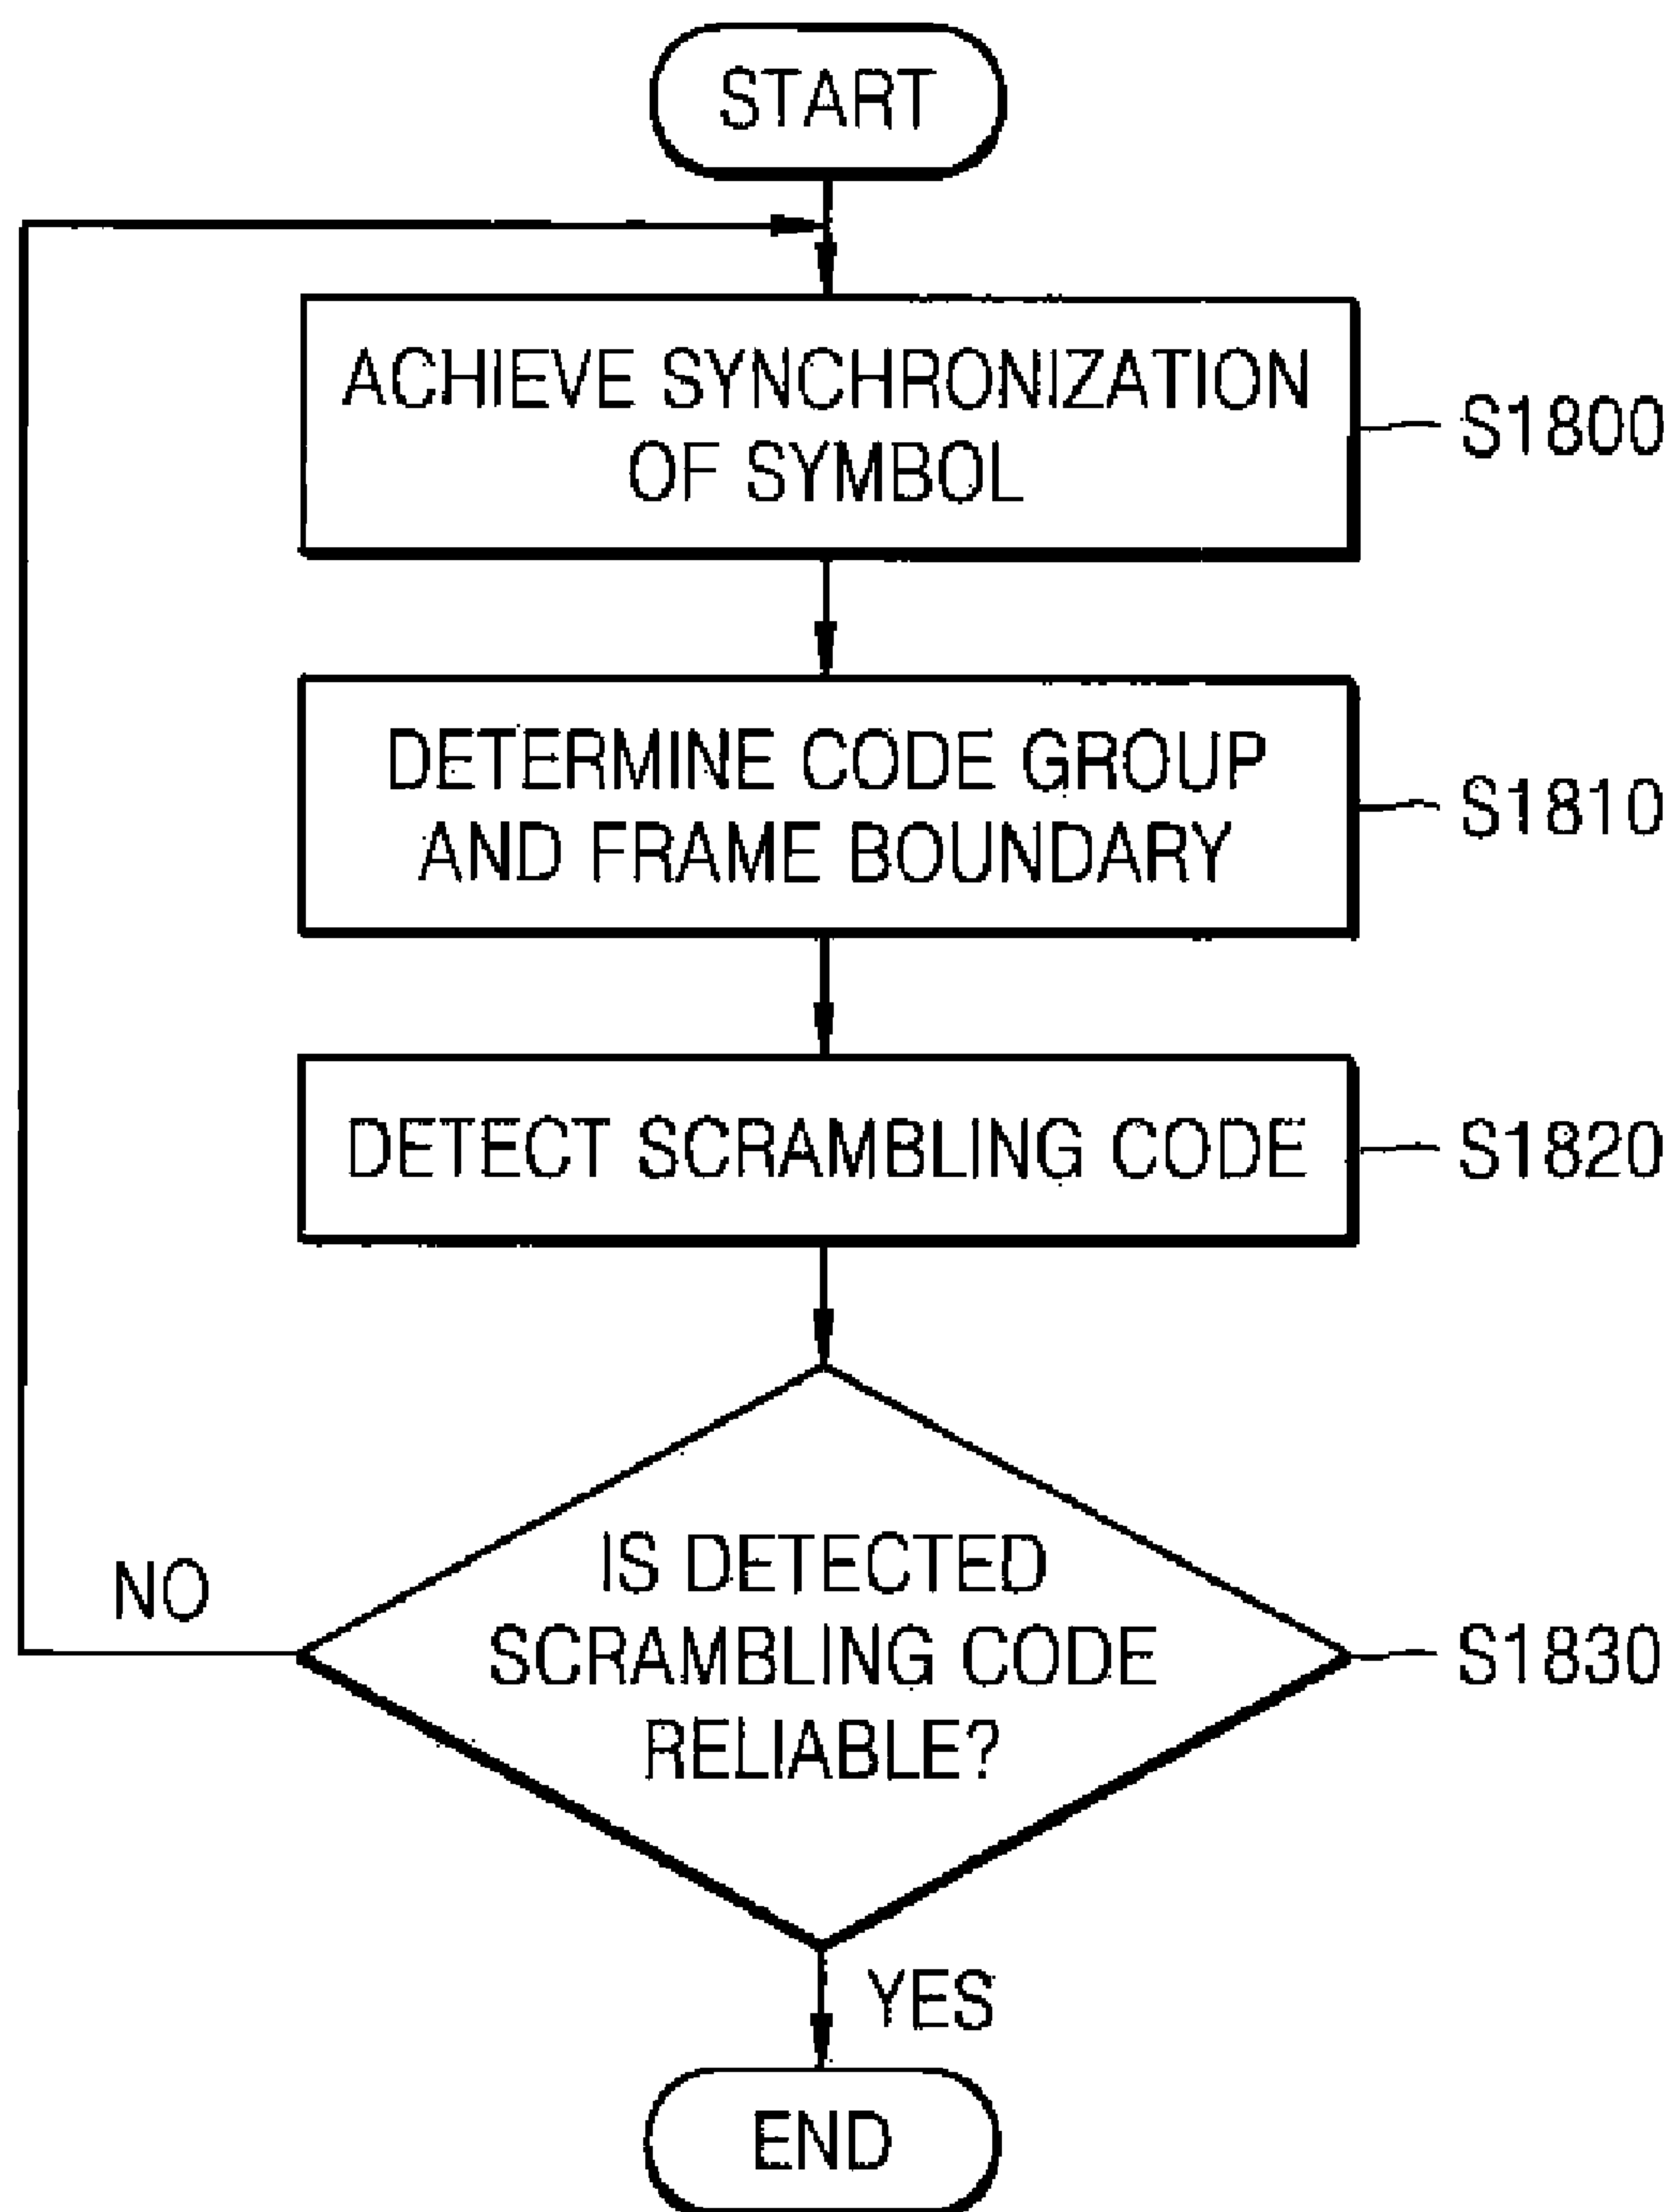 START
ACHIEVE SYNCHRONIZATION
OF SYMBOL
S1800
DETERMINE CODE GROUP
AND FRAME BOUNDARY
S1810
DETECT SCRAMBLING CODE
S1820
IS DETECTED
SCRAMBLING CODE
RELIABLE?
S1830
NO
YES
END